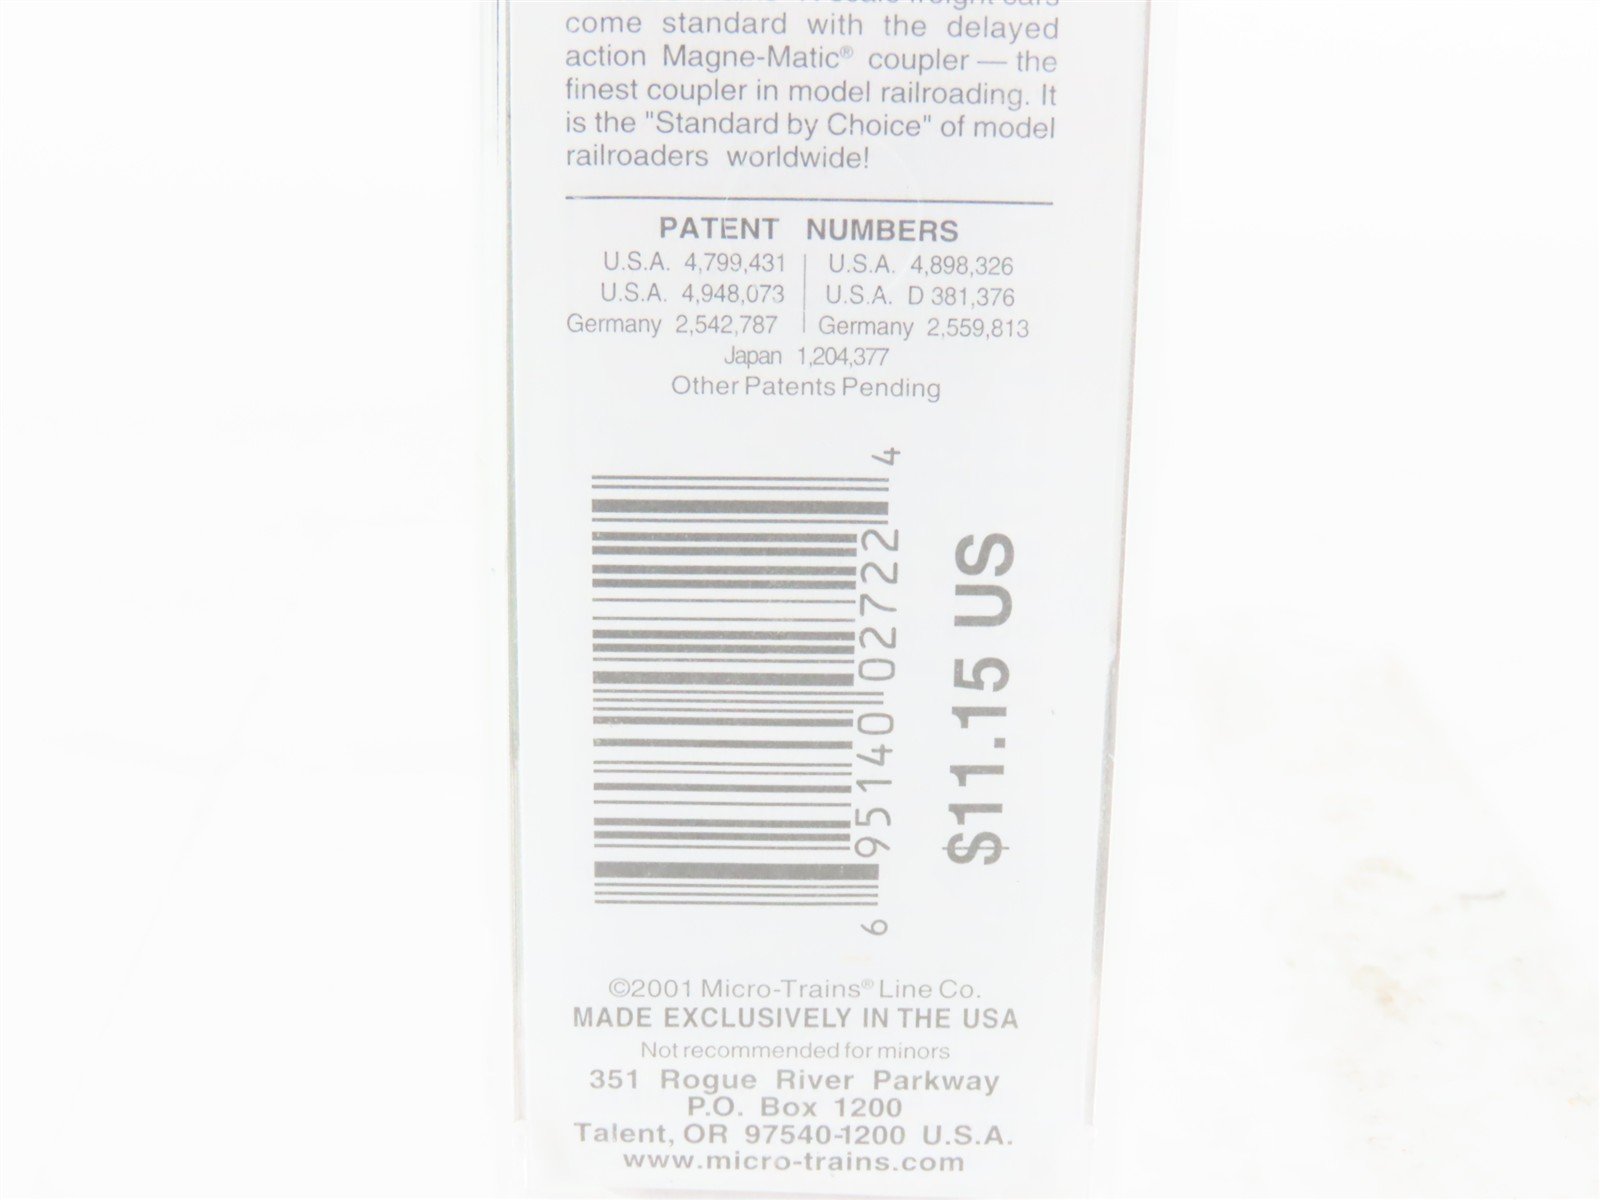 N scale freight cars
come standard with the delayed
action Magne-Matic® coupler — the
finest coupler in model railroading. It
is the "Standard by Choice" of model
railroaders worldwide!
PATENT NUMBERS
U.S.A. 4,799,431 | U.S.A. 4,898,326
U.S.A. 4,948,073 | U.S.A. D 381,376
Germany 2,542,787 | Germany 2,559,813
Japan 1,204,377
Other Patents Pending
6 95140 02722 4
$11.15 US
©2001 Micro-Trains® Line Co.
MADE EXCLUSIVELY IN THE USA
Not recommended for minors
351 Rogue River Parkway
P.O. Box 1200
Talent, OR 97540-1200 U.S.A.
www.micro-trains.com